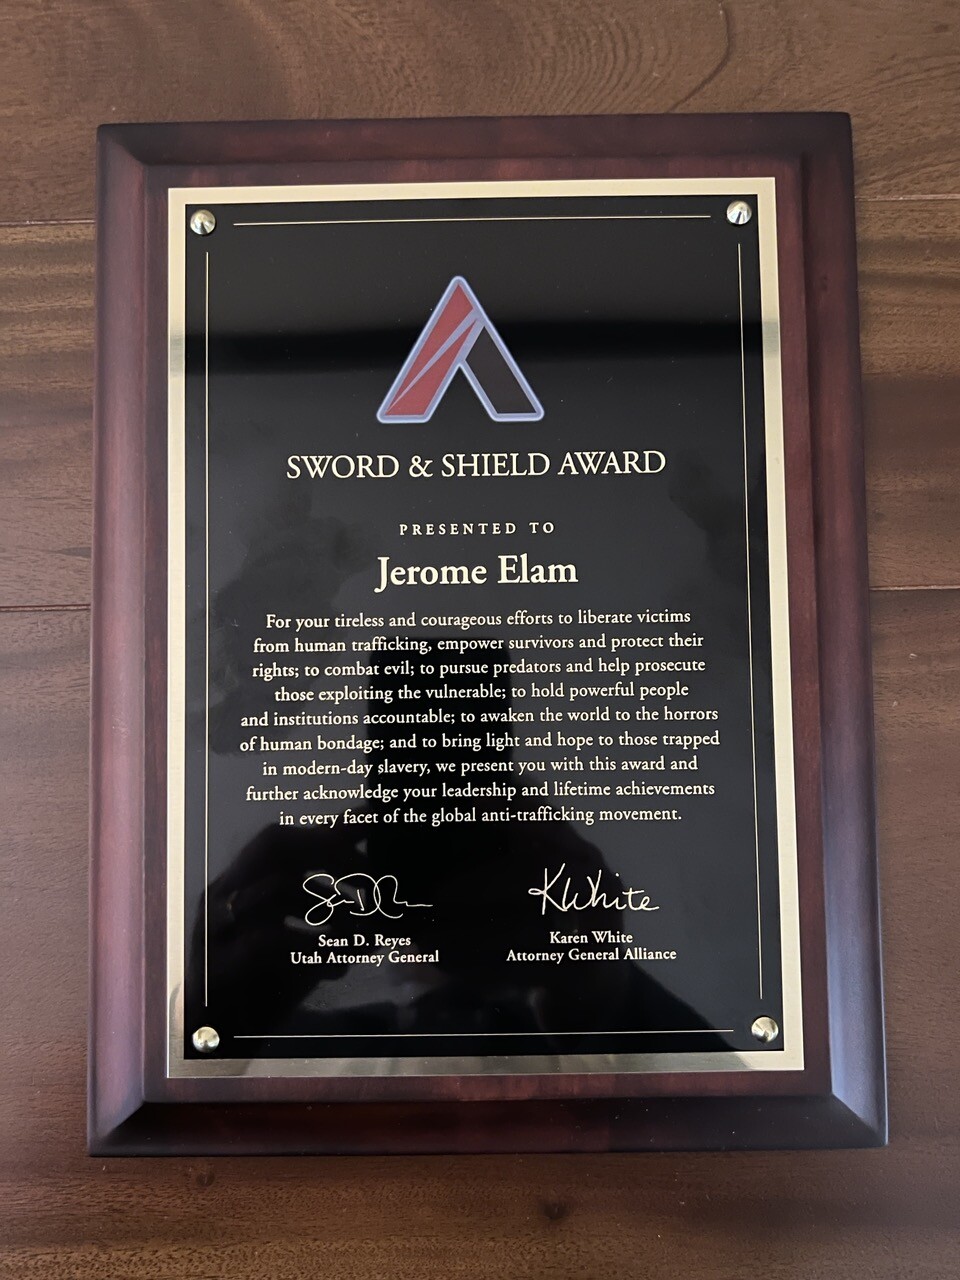 SWORD & SHIELD AWARD
PRESENTED TO
Jerome Elam
For your tireless and courageous efforts to liberate victims
from human trafficking, empower survivors and protect their
rights; to combat evil; to pursue predators and help prosecute
those exploiting the vulnerable; to hold powerful people
and institutions accountable; to awaken the world to the horrors
of human bondage; and to bring light and hope to those trapped
in modern-day slavery, we present you with this award and
further acknowledge your leadership and lifetime achievements
in every facet of the global anti-trafficking movement.
KWhite
Sean D. Reyes
Utah Attorney General
Karen White
Attorney General Alliance